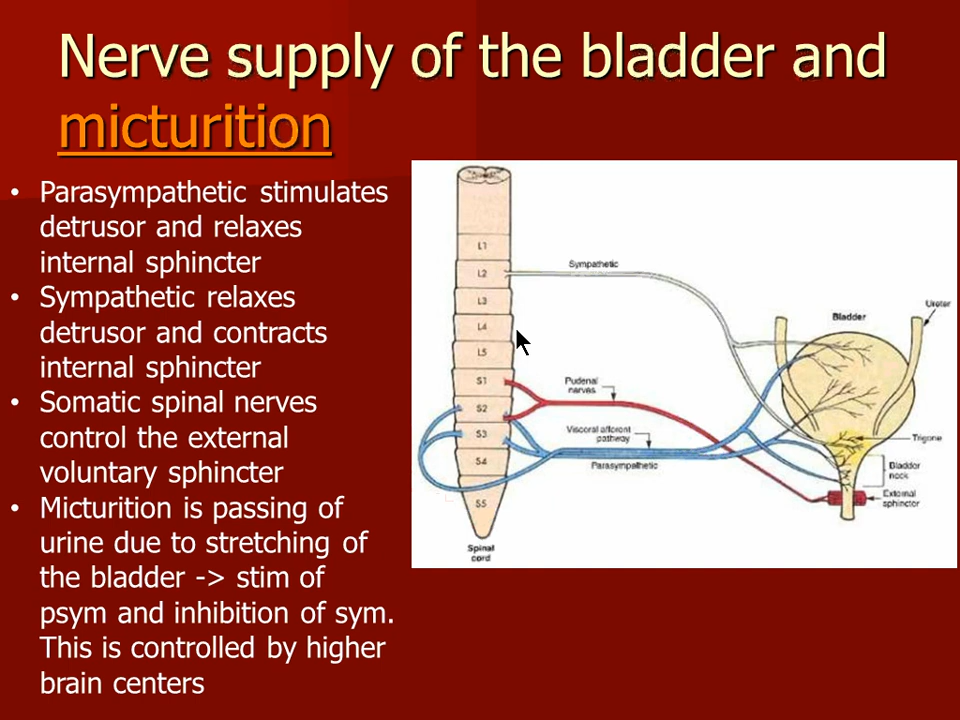 Nerve supply of the bladder and
micturition
• Parasympathetic stimulates
detrusor and relaxes
internal sphincter
• Sympathetic relaxes
detrusor and contracts
internal sphincter
• Somatic spinal nerves
control the external
voluntary sphincter
• Micturition is passing of
urine due to stretching of
the bladder -> stim of
psym and inhibition of sym.
This is controlled by higher
brain centers
L1
L2
L3
L4
L5
S1
S2
S3
S4
S5
Spinal
cord
Sympathetic
Pudenal
nerves
Visceral afferent
pathway
Parasympathetic
Bladder
Ureter
Trigone
Bladder
neck
External
sphincter